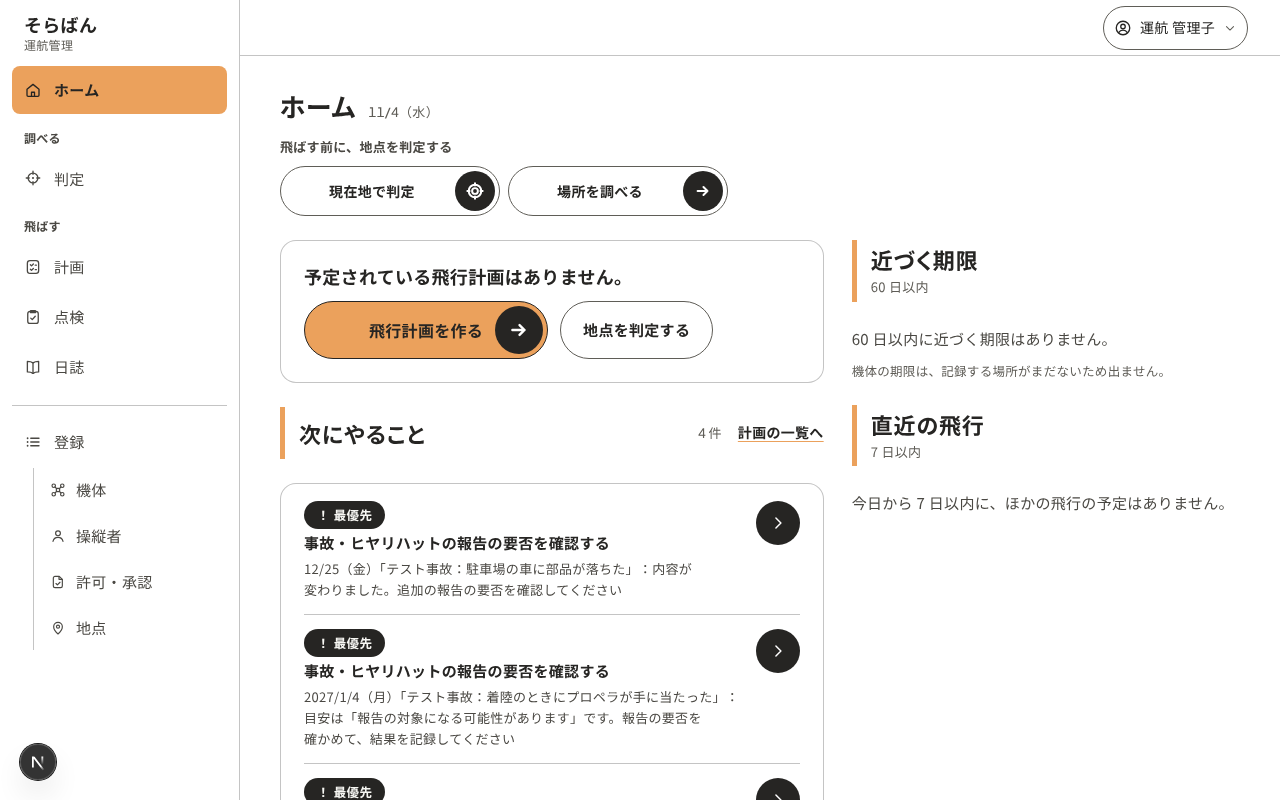 そらばん
運航管理
ホーム
調べる
判定
飛ばす
計画
点検
日誌
登録
機体
操縦者
許可・承認
地点
N
運航 管理子
ホーム 11/4（水）
飛ばす前に、地点を判定する
現在地で判定
場所を調べる
予定されている飛行計画はありません。
飛行計画を作る
地点を判定する
次にやること
4 件 計画の一覧へ
! 最優先
事故・ヒヤリハットの報告の要否を確認する
12/25（金）「テスト事故：駐車場の車に部品が落ちた」：内容が
変わりました。追加の報告の要否を確認してください
! 最優先
事故・ヒヤリハットの報告の要否を確認する
2027/1/4（月）「テスト事故：着陸のときにプロペラが手に当たった」：
目安は「報告の対象になる可能性があります」です。報告の要否を
確かめて、結果を記録してください
! 最優先
近づく期限
60 日以内
60 日以内に近づく期限はありません。
機体の期限は、記録する場所がまだないため出ません。
直近の飛行
7 日以内
今日から 7 日以内に、ほかの飛行の予定はありません。